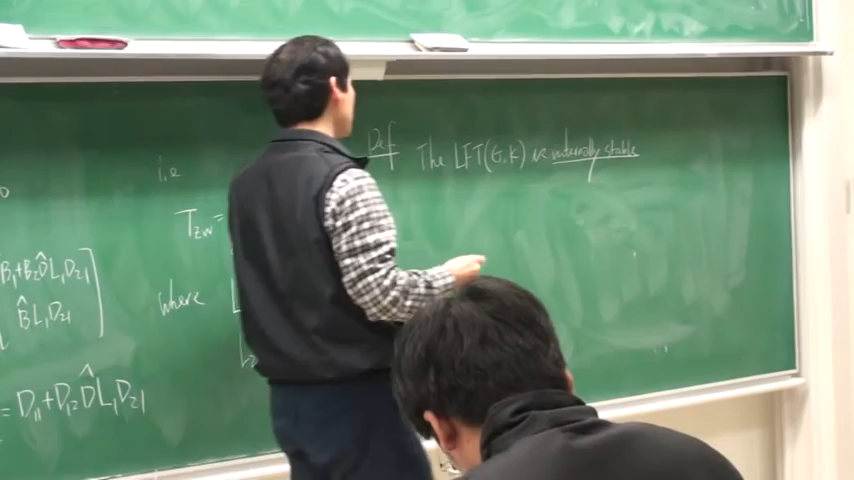 B₁+B₂D̂L₁D₂₁
B̂L₁D₂₁
= D₁₁+D₁₂D̂L₁D₂₁
i.e
T_zw =
Where
Def The LFT(G,K) is internally stable